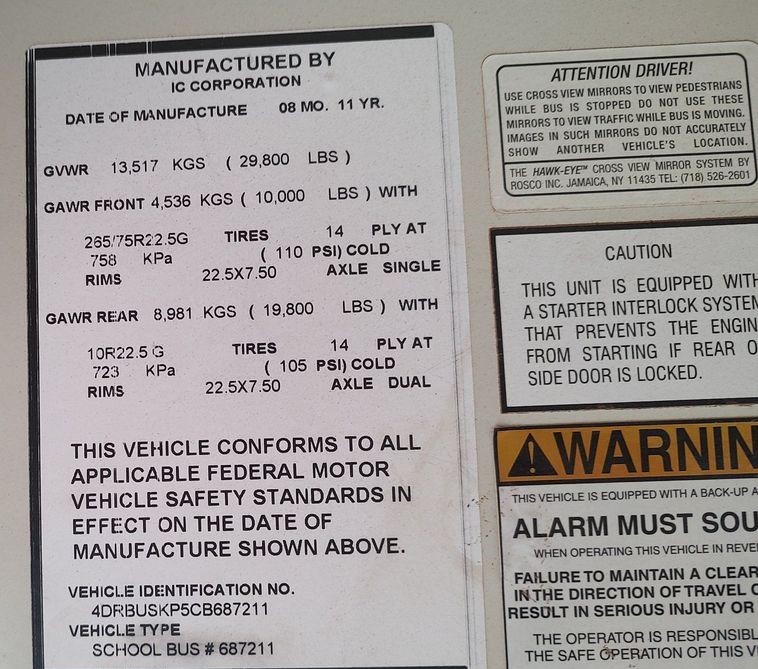 MANUFACTURED BY
IC CORPORATION
DATE OF MANUFACTURE 08 MO. 11 YR.
GVWR 13,517 KGS ( 29,800 LBS )
GAWR FRONT 4,536 KGS ( 10,000 LBS ) WITH
265/75R22.5G TIRES 14 PLY AT
758 KPa ( 110 PSI) COLD
RIMS 22.5X7.50 AXLE SINGLE
GAWR REAR 8,981 KGS ( 19,800 LBS ) WITH
10R22.5 G TIRES 14 PLY AT
723 KPa ( 105 PSI) COLD
RIMS 22.5X7.50 AXLE DUAL
THIS VEHICLE CONFORMS TO ALL
APPLICABLE FEDERAL MOTOR
VEHICLE SAFETY STANDARDS IN
EFFECT ON THE DATE OF
MANUFACTURE SHOWN ABOVE.
VEHICLE IDENTIFICATION NO.
4DRBUSKP5CB687211
VEHICLE TYPE
SCHOOL BUS # 687211
ATTENTION DRIVER!
USE CROSS VIEW MIRRORS TO VIEW PEDESTRIANS
WHILE BUS IS STOPPED DO NOT USE THESE
MIRRORS TO VIEW TRAFFIC WHILE BUS IS MOVING.
IMAGES IN SUCH MIRRORS DO NOT ACCURATELY
SHOW ANOTHER VEHICLE'S LOCATION.
THE HAWK-EYE™ CROSS VIEW MIRROR SYSTEM BY
ROSCO INC. JAMAICA, NY 11435 TEL: (718) 526-2601
CAUTION
THIS UNIT IS EQUIPPED WITH
A STARTER INTERLOCK SYSTEM
THAT PREVENTS THE ENGIN
FROM STARTING IF REAR O
SIDE DOOR IS LOCKED.
WARNIN
THIS VEHICLE IS EQUIPPED WITH A BACK-UP A
ALARM MUST SOU
WHEN OPERATING THIS VEHICLE IN REVE
FAILURE TO MAINTAIN A CLEAR
IN THE DIRECTION OF TRAVEL C
RESULT IN SERIOUS INJURY OR
THE OPERATOR IS RESPONSIBL
THE SAFE OPERATION OF THIS V